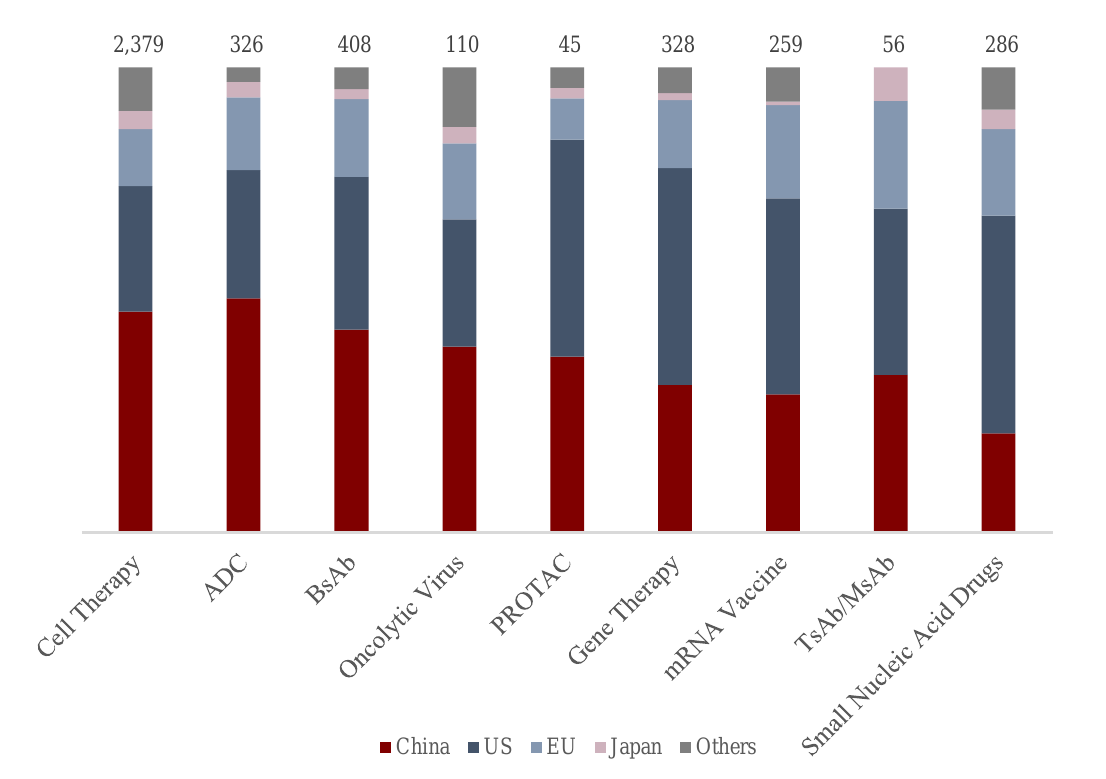 2,379 326 408 110 45 328 259 56 286
Cell Therapy
ADC
BsAb
Oncolytic Virus
PROTAC
Gene Therapy
mRNA Vaccine
TsAb/MsAb
Small Nucleic Acid Drugs
China US EU Japan Others